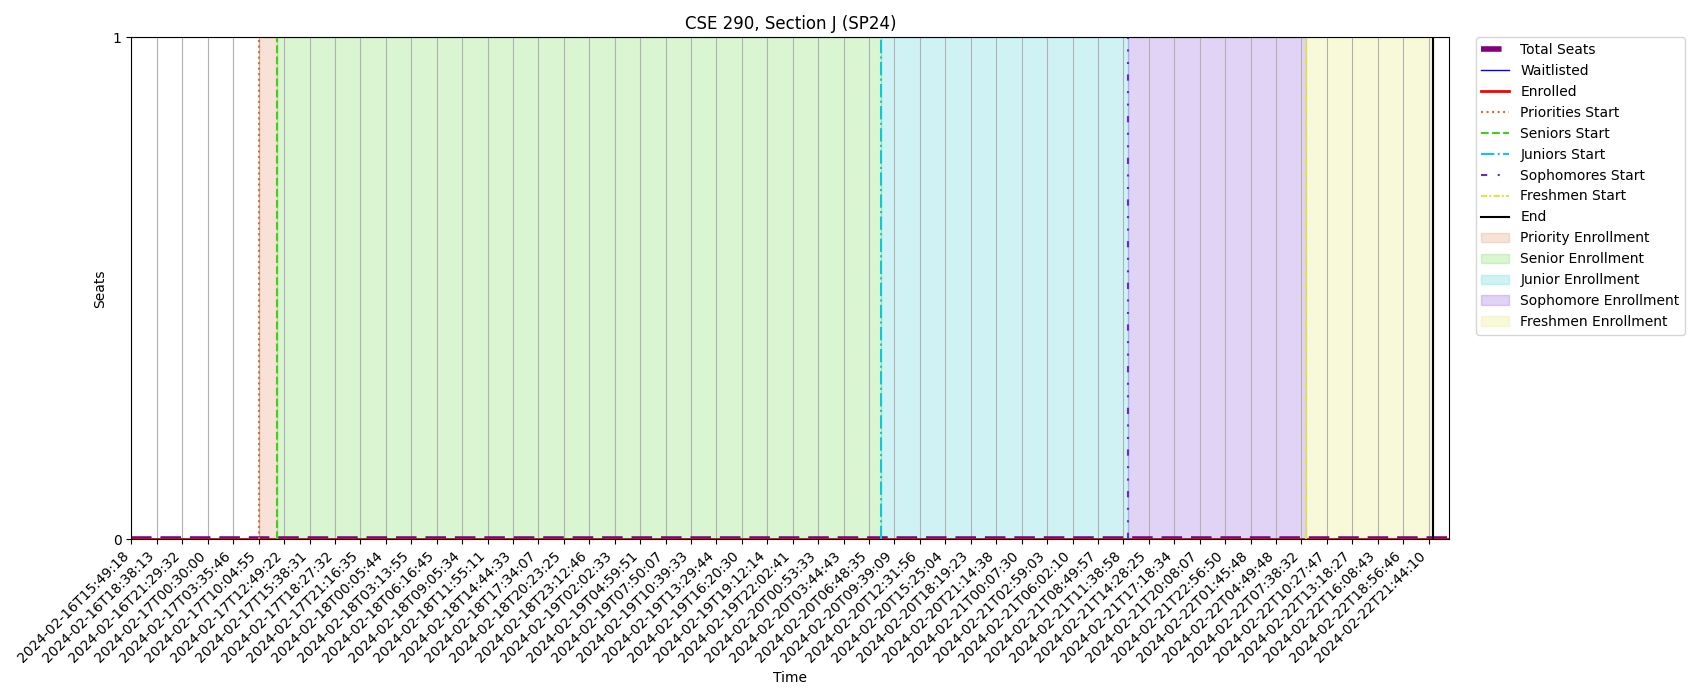 CSE 290, Section J (SP24)
1
0
Seats
2024-02-16T15:49:18
2024-02-16T18:38:13
2024-02-16T21:29:32
2024-02-17T00:30:00
2024-02-17T03:35:46
2024-02-17T10:04:55
2024-02-17T12:49:22
2024-02-17T15:38:31
2024-02-17T18:27:32
2024-02-17T21:16:35
2024-02-18T00:05:44
2024-02-18T03:13:55
2024-02-18T06:16:45
2024-02-18T09:05:34
2024-02-18T11:55:11
2024-02-18T14:44:33
2024-02-18T17:34:07
2024-02-18T20:23:25
2024-02-18T23:12:46
2024-02-19T02:02:33
2024-02-19T04:59:51
2024-02-19T07:50:07
2024-02-19T10:39:33
2024-02-19T13:29:44
2024-02-19T16:20:30
2024-02-19T19:12:14
2024-02-19T22:02:41
2024-02-20T00:53:33
2024-02-20T03:44:43
2024-02-20T06:48:35
2024-02-20T09:39:09
2024-02-20T12:31:56
2024-02-20T15:25:04
2024-02-20T18:19:23
2024-02-20T21:14:38
2024-02-21T00:07:30
2024-02-21T02:59:03
2024-02-21T06:02:10
2024-02-21T08:49:57
2024-02-21T11:38:58
2024-02-21T14:28:25
2024-02-21T17:18:34
2024-02-21T20:08:07
2024-02-21T22:56:50
2024-02-22T01:45:48
2024-02-22T04:49:48
2024-02-22T07:38:32
2024-02-22T10:27:47
2024-02-22T13:18:27
2024-02-22T16:08:43
2024-02-22T18:56:46
2024-02-22T21:44:10
Time
Total Seats
Waitlisted
Enrolled
Priorities Start
Seniors Start
Juniors Start
Sophomores Start
Freshmen Start
End
Priority Enrollment
Senior Enrollment
Junior Enrollment
Sophomore Enrollment
Freshmen Enrollment